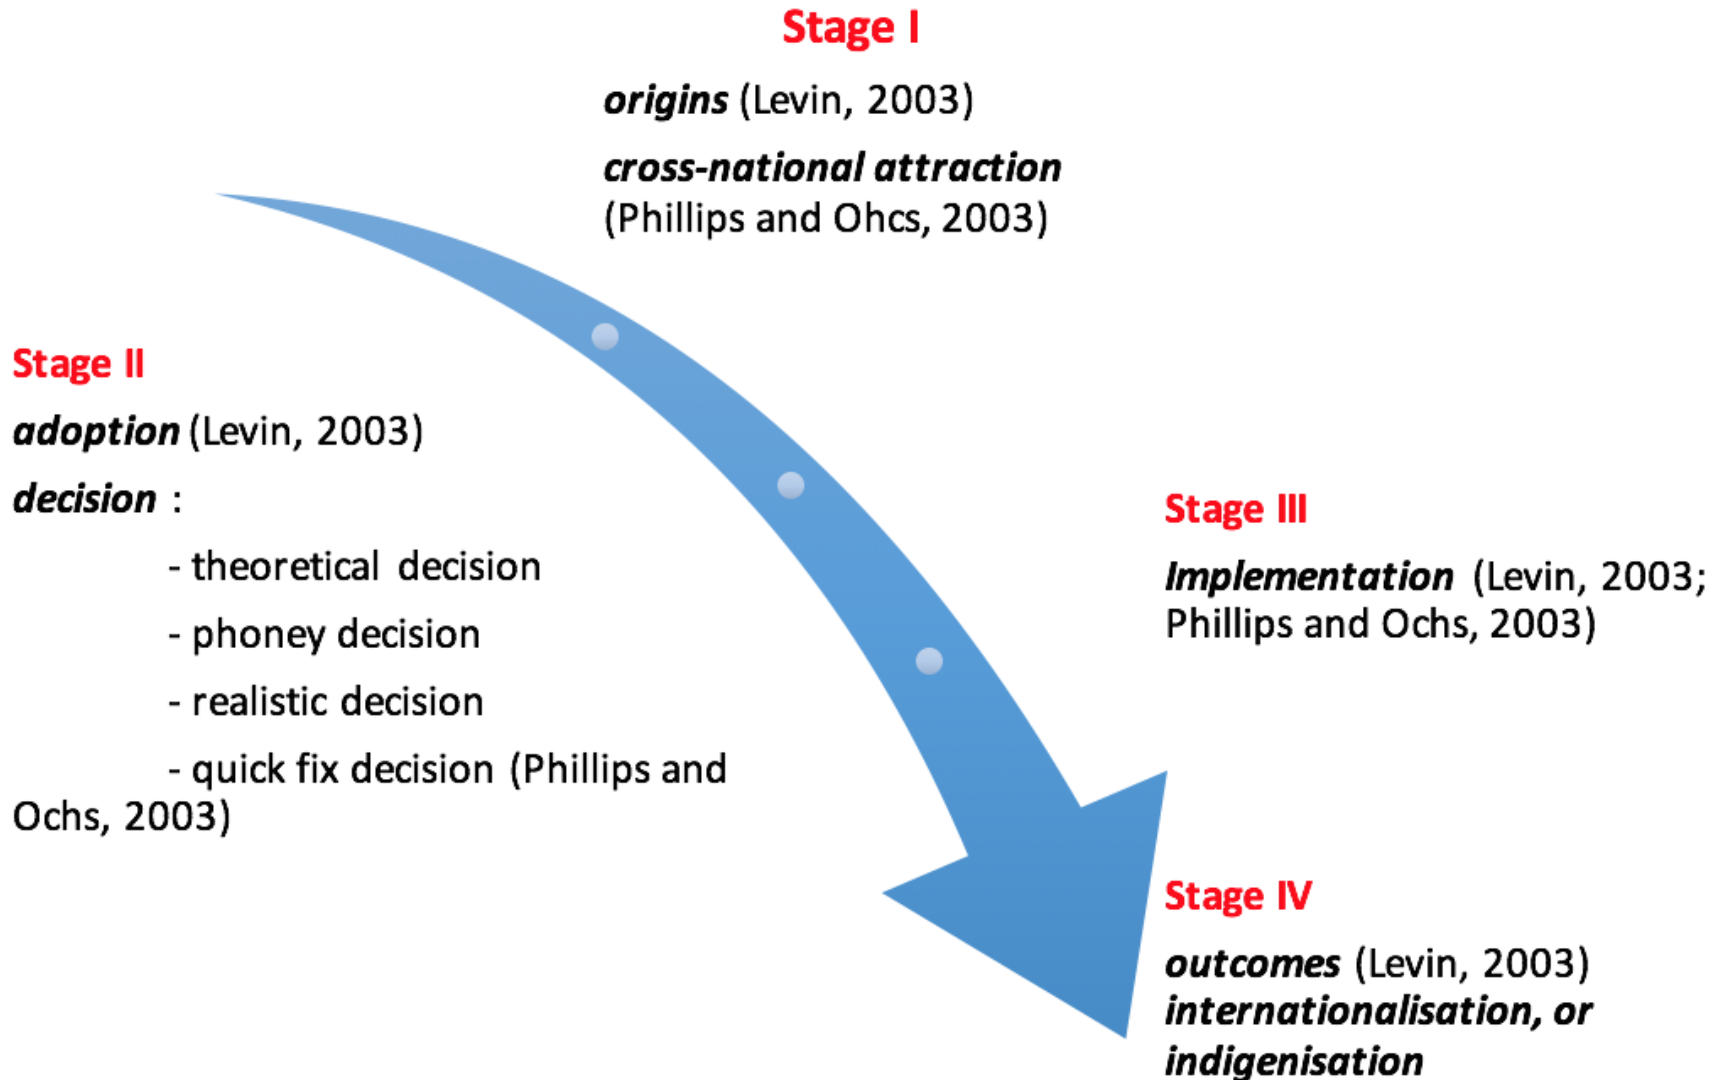 Stage I
origins (Levin, 2003)
cross-national attraction
(Phillips and Ohcs, 2003)
Stage II
adoption (Levin, 2003)
decision :
- theoretical decision
- phoney decision
- realistic decision
- quick fix decision (Phillips and
Ochs, 2003)
Stage III
Implementation (Levin, 2003;
Phillips and Ochs, 2003)
Stage IV
outcomes (Levin, 2003)
internationalisation, or
indigenisation